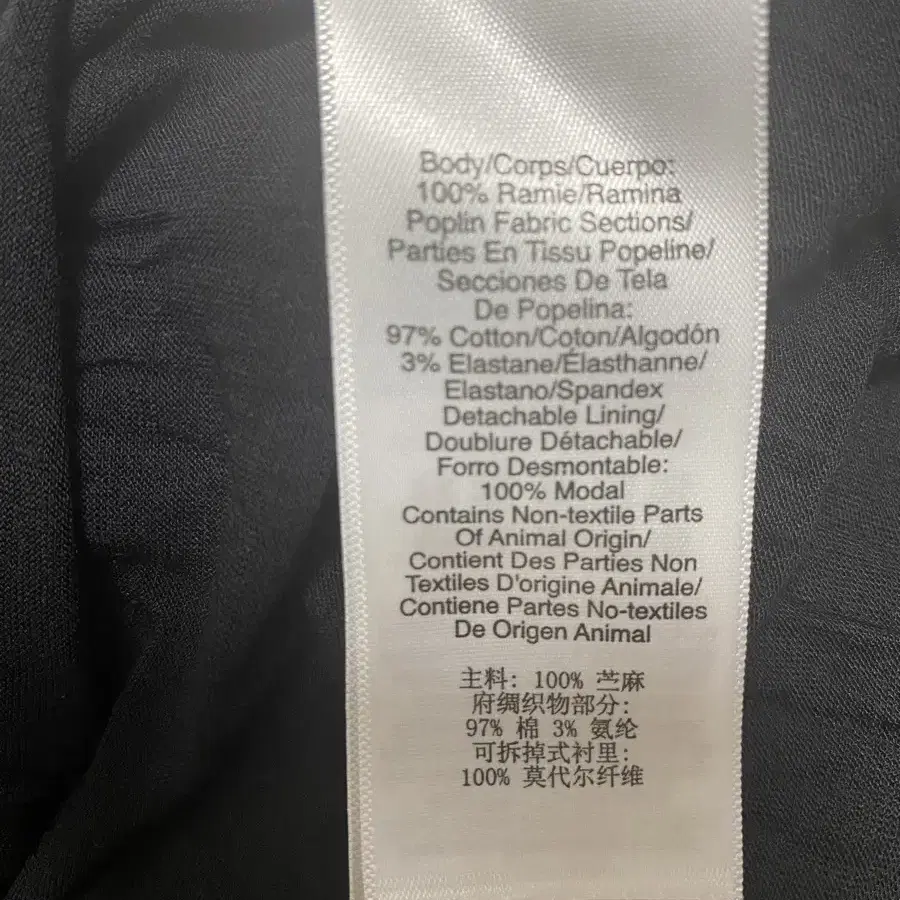 Body/Corps/Cuerpo:
100% Ramie/Ramina
Poplin Fabric Sections/
Parties En Tissu Popeline/
Secciones De Tela
De Popelina:
97% Cotton/Coton/Algodón
3% Elastane/Élasthanne/
Elastano/Spandex
Detachable Lining/
Doublure Détachable/
Forro Desmontable:
100% Modal
Contains Non-textile Parts
Of Animal Origin/
Contient Des Parties Non
Textiles D'origine Animale/
Contiene Partes No-textiles
De Origen Animal
主料: 100% 苎麻
府绸织物部分:
97% 棉 3% 氨纶
可拆掉式衬里:
100% 莫代尔纤维